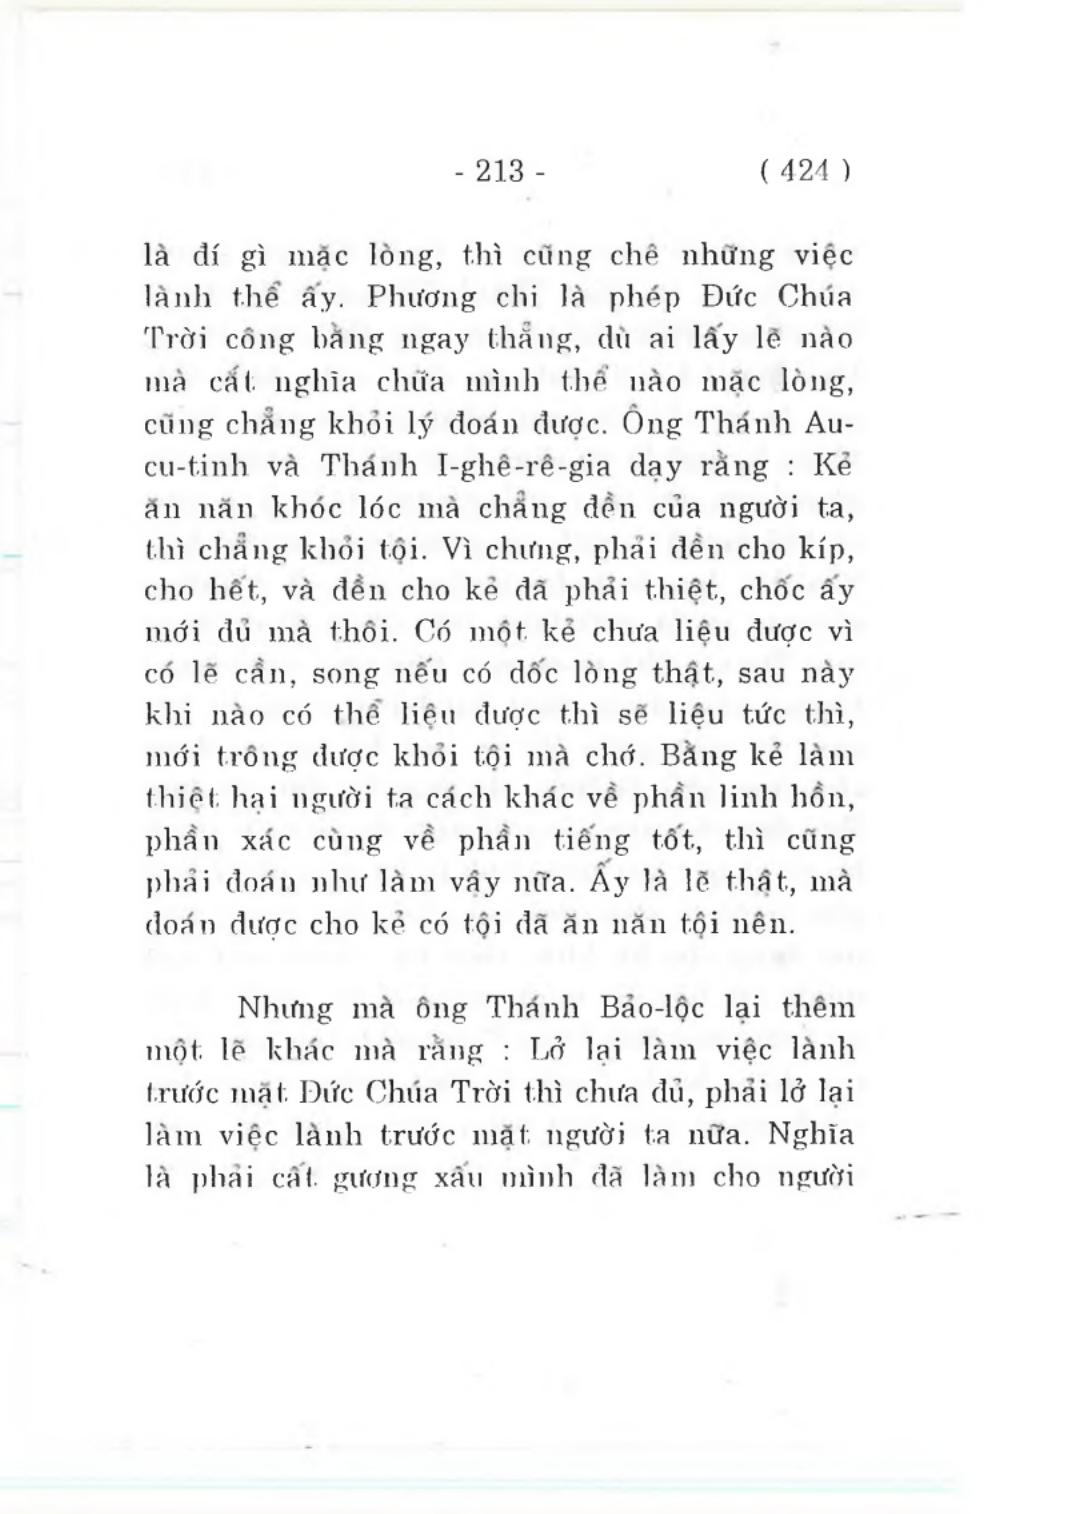 - 213 - ( 424 )
là đí gì mặc lòng, thì cũng chê những việc
lành thể ấy. Phương chi là phép Đức Chúa
Trời công bằng ngay thẳng, dù ai lấy lẽ nào
mà cắt nghĩa chữa mình thể nào mặc lòng,
cũng chẳng khỏi lý đoán được. Ông Thánh Au-
cu-tinh và Thánh I-ghê-rê-gia dạy rằng : Kẻ
ăn năn khóc lóc mà chẳng đền của người ta,
thì chẳng khỏi tội. Vì chưng, phải đền cho kíp,
cho hết, và đền cho kẻ đã phải thiệt, chốc ấy
mới đủ mà thôi. Có một kẻ chưa liệu được vì
có lẽ cần, song nếu có dốc lòng thật, sau này
khi nào có thể liệu được thì sẽ liệu tức thì,
mới trông được khỏi tội mà chớ. Bằng kẻ làm
thiệt hại người ta cách khác về phần linh hồn,
phần xác cùng về phần tiếng tốt, thì cũng
phải đoán như làm vậy nữa. Ấy là lẽ thật, mà
đoán được cho kẻ có tội đã ăn năn tội nên.
Nhưng mà ông Thánh Bảo-lộc lại thêm
một lẽ khác mà rằng : Lở lại làm việc lành
trước mặt Đức Chúa Trời thì chưa đủ, phải lở lại
làm việc lành trước mặt người ta nữa. Nghĩa
là phải cất gương xấu mình đã làm cho người